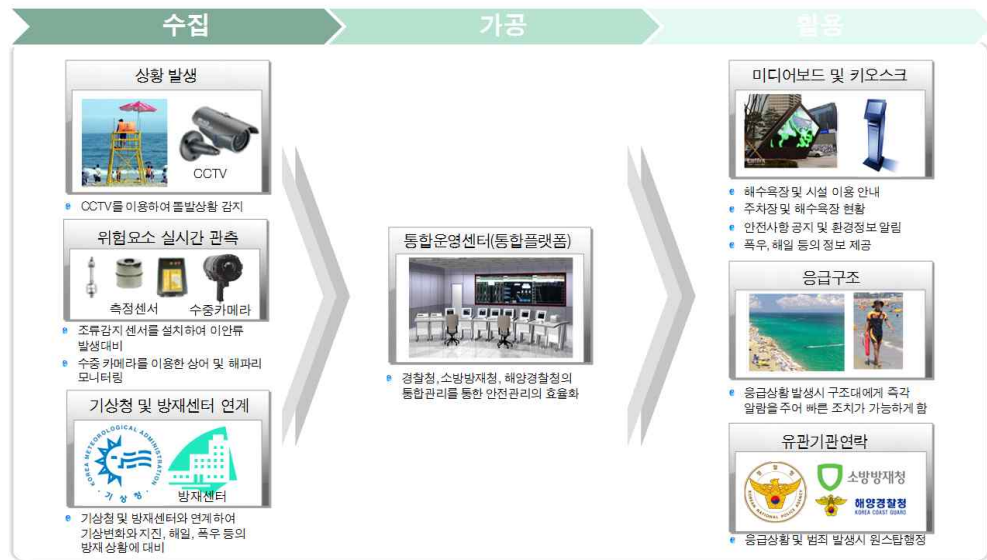 수집
가공
활용
상황 발생
CCTV
CCTV를 이용하여 돌발상황 감지
위험요소 실시간 관측
측정센서
수중카메라
조류감지 센서를 설치하여 이안류
발생대비
수중 카메라를 이용한 상어 및 해파리
모니터링
기상청 및 방재센터 연계
KOREA METEOROLOGICAL ADMINISTRATION
기상청
방재센터
기상청 및 방재센터와 연계하여
기상변화와 지진, 해일, 폭우 등의
방재 상황에 대비
통합운영센터(통합플랫폼)
경찰청,소방방재청, 해양경찰청의
통합관리를 통한 안전관리의 효율화
미디어보드 및 키오스크
해수욕장 및 시설 이용 안내
주차장 및 해수욕장 현황
안전사항 공지 및 환경정보 알림
폭우, 해일 등의 정보 제공
응급구조
응급상황 발생시 구조대에게 즉각
알람을 주어 빠른 조치가 가능하게 함
유관기관연락
경찰청
KOREAN NATIONAL POLICE AGENCY
소방방재청
해양경찰청
KOREA COAST GUARD
응급상황 및 범죄 발생시 원스탑행정